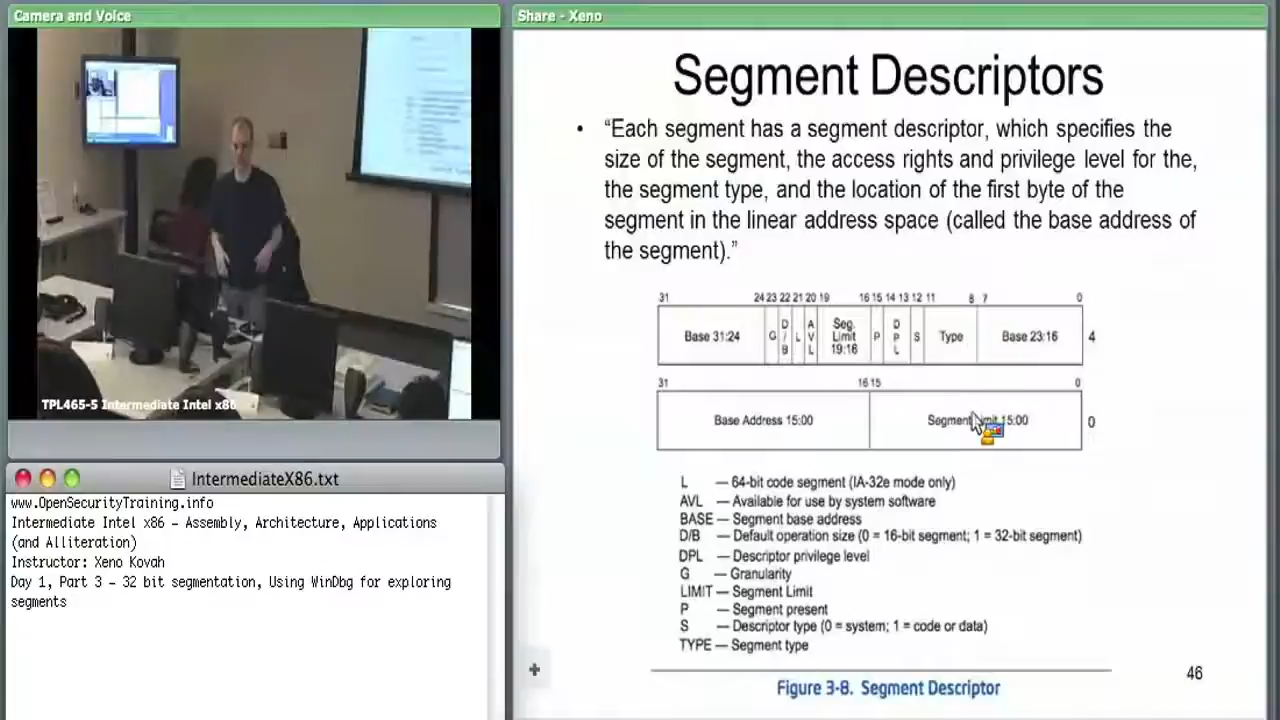 Camera and Voice
TPL465-5 Intermediate Intel x86
IntermediateX86.txt
www.OpenSecurityTraining.info
Intermediate Intel x86 – Assembly, Architecture, Applications
(and Alliteration)
Instructor: Xeno Kovah
Day 1, Part 3 – 32 bit segmentation, Using WinDbg for exploring
segments
Share - Xeno
Segment Descriptors
• “Each segment has a segment descriptor, which specifies the
size of the segment, the access rights and privilege level for the,
the segment type, and the location of the first byte of the
segment in the linear address space (called the base address of
the segment).”
31 24 23 22 21 20 19 16 15 14 13 12 11 8 7 0
Base 31:24 G D/B L AVL Seg. Limit 19:16 P DPL S Type Base 23:16 4
31 16 15 0
Base Address 15:00 Segment Limit 15:00 0
L — 64-bit code segment (IA-32e mode only)
AVL — Available for use by system software
BASE — Segment base address
D/B — Default operation size (0 = 16-bit segment; 1 = 32-bit segment)
DPL — Descriptor privilege level
G — Granularity
LIMIT — Segment Limit
P — Segment present
S — Descriptor type (0 = system; 1 = code or data)
TYPE — Segment type
46
Figure 3-8. Segment Descriptor